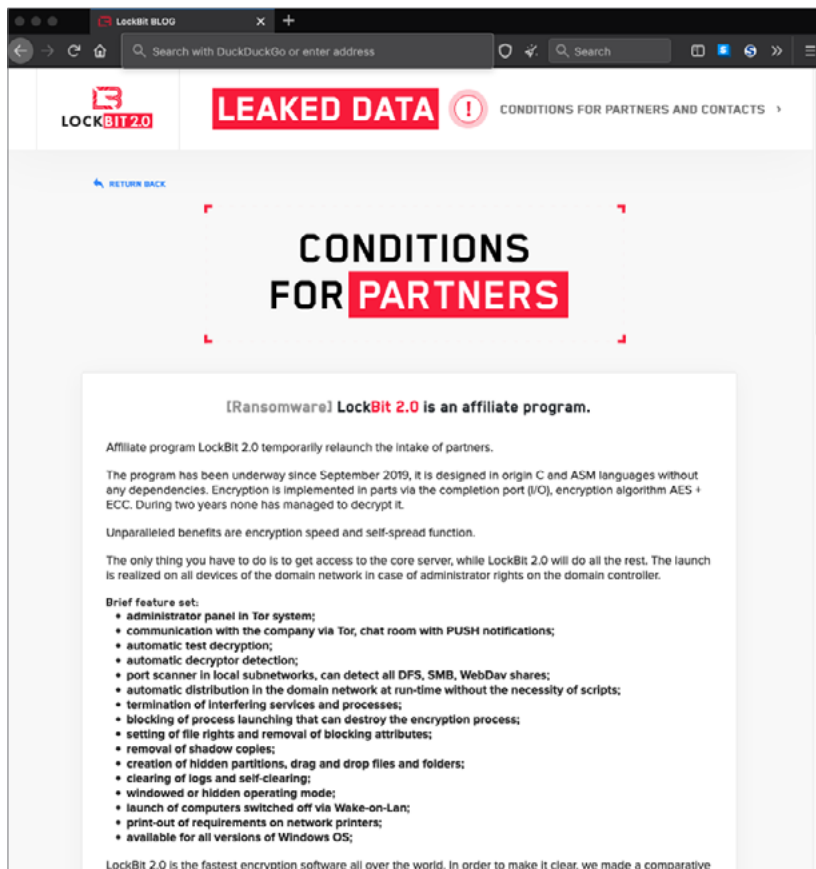 LockBit BLOG
Search with DuckDuckGo or enter address
Search
LOCKBIT 2.0
LEAKED DATA
!
CONDITIONS FOR PARTNERS AND CONTACTS >
RETURN BACK
CONDITIONS
FOR PARTNERS
[Ransomware] LockBit 2.0 is an affiliate program.
Affiliate program LockBit 2.0 temporarily relaunch the intake of partners.
The program has been underway since September 2019, it is designed in origin C and ASM languages without
any dependencies. Encryption is implemented in parts via the completion port (I/O), encryption algorithm AES +
ECC. During two years none has managed to decrypt it.
Unparalleled benefits are encryption speed and self-spread function.
The only thing you have to do is to get access to the core server, while LockBit 2.0 will do all the rest. The launch
is realized on all devices of the domain network in case of administrator rights on the domain controller.
Brief feature set:
• administrator panel in Tor system;
• communication with the company via Tor, chat room with PUSH notifications;
• automatic test decryption;
• automatic decryptor detection;
• port scanner in local subnetworks, can detect all DFS, SMB, WebDav shares;
• automatic distribution in the domain network at run-time without the necessity of scripts;
• termination of interfering services and processes;
• blocking of process launching that can destroy the encryption process;
• setting of file rights and removal of blocking attributes;
• removal of shadow copies;
• creation of hidden partitions, drag and drop files and folders;
• clearing of logs and self-clearing;
• windowed or hidden operating mode;
• launch of computers switched off via Wake-on-Lan;
• print-out of requirements on network printers;
• available for all versions of Windows OS;
LockBit 2.0 is the fastest encryption software all over the world. In order to make it clear, we made a comparative